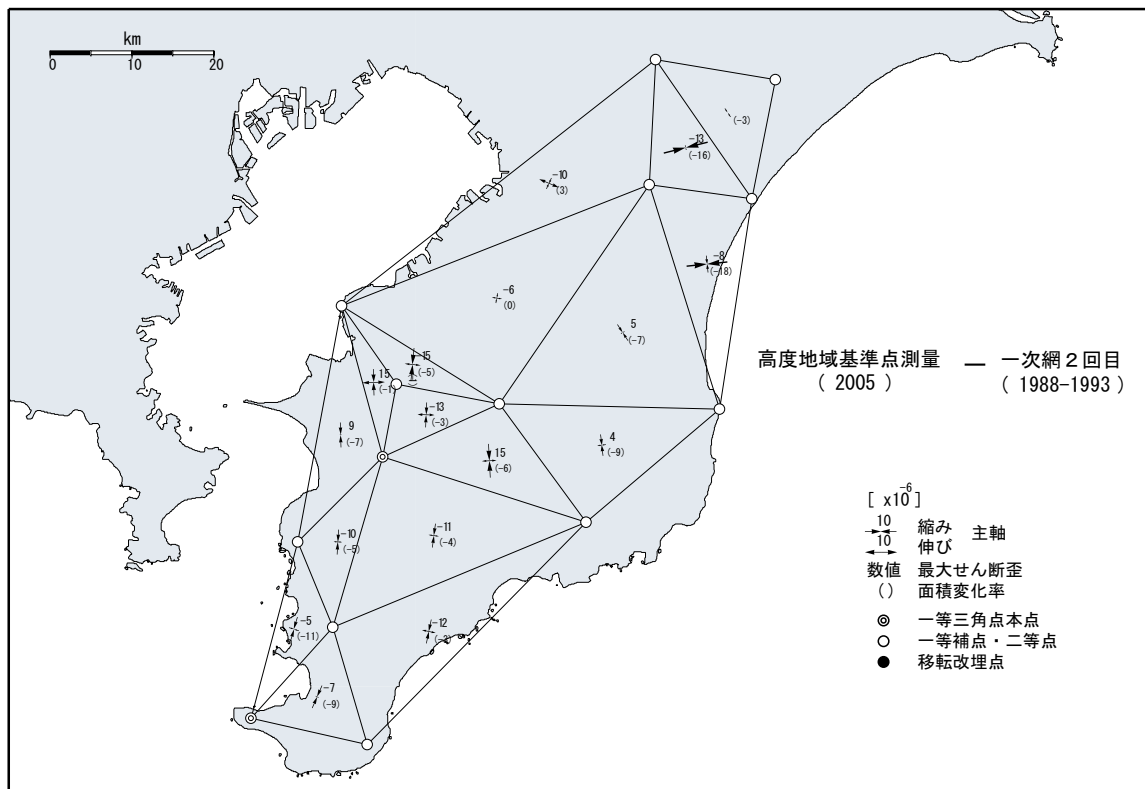 km
0 10 20
(-3)
-13
(-16)
-10
(3)
-8
(-18)
-6
(0)
5
(-7)
高度地域基準点測量 ー 一次網２回目
( 2005 ) ( 1988-1993 )
-15
(-5)
15
-13
(-3)
9
(-7)
4
(-9)
15
(-6)
-11
(-4)
-10
(-5)
-5
(-11)
-12
-7
(-9)
[ x10-6 ]
10 縮み 主軸
10 伸び
数値 最大せん断歪
() 面積変化率
◎ 一等三角点本点
○ 一等補点・二等点
● 移転改埋点